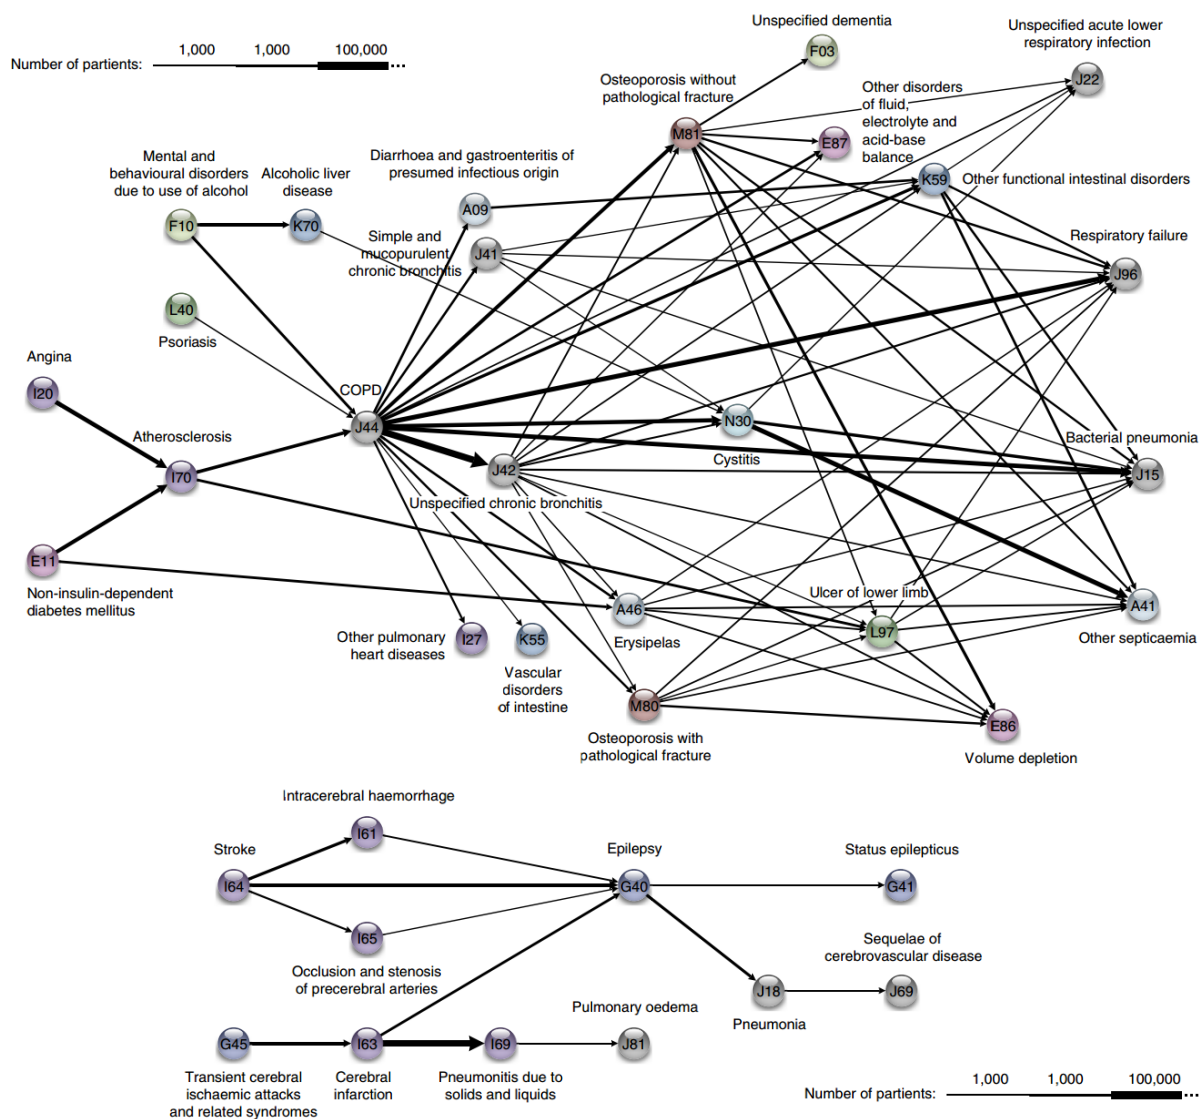 Number of partients:
1,000
1,000
100,000
Unspecified dementia
F03
Unspecified acute lower
respiratory infection
J22
Osteoporosis without
pathological fracture
M81
Other disorders
of fluid,
electrolyte and
acid-base
balance
E87
K59
Other functional intestinal disorders
Mental and
behavioural disorders
due to use of alcohol
F10
Alcoholic liver
disease
K70
Diarrhoea and gastroenteritis of
presumed infectious origin
A09
Simple and
mucopurulent
chronic bronchitis
J41
Respiratory failure
J96
L40
Psoriasis
Angina
I20
COPD
J44
Atherosclerosis
I70
N30
Cystitis
J42
Unspecified chronic bronchitis
Bacterial pneumonia
J15
E11
Non-insulin-dependent
diabetes mellitus
A46
Erysipelas
Ulcer of lower limb
L97
A41
Other septicaemia
Other pulmonary
heart diseases
I27
K55
Vascular
disorders
of intestine
M80
Osteoporosis with
pathological fracture
E86
Volume depletion
Intracerebral haemorrhage
I61
Stroke
I64
Epilepsy
G40
Status epilepticus
G41
I65
Occlusion and stenosis
of precerebral arteries
Sequelae of
cerebrovascular disease
J18
Pneumonia
J69
Pulmonary oedema
G45
Transient cerebral
ischaemic attacks
and related syndromes
I63
Cerebral
infarction
I69
Pneumonitis due to
solids and liquids
J81
Number of partients:
1,000
1,000
100,000